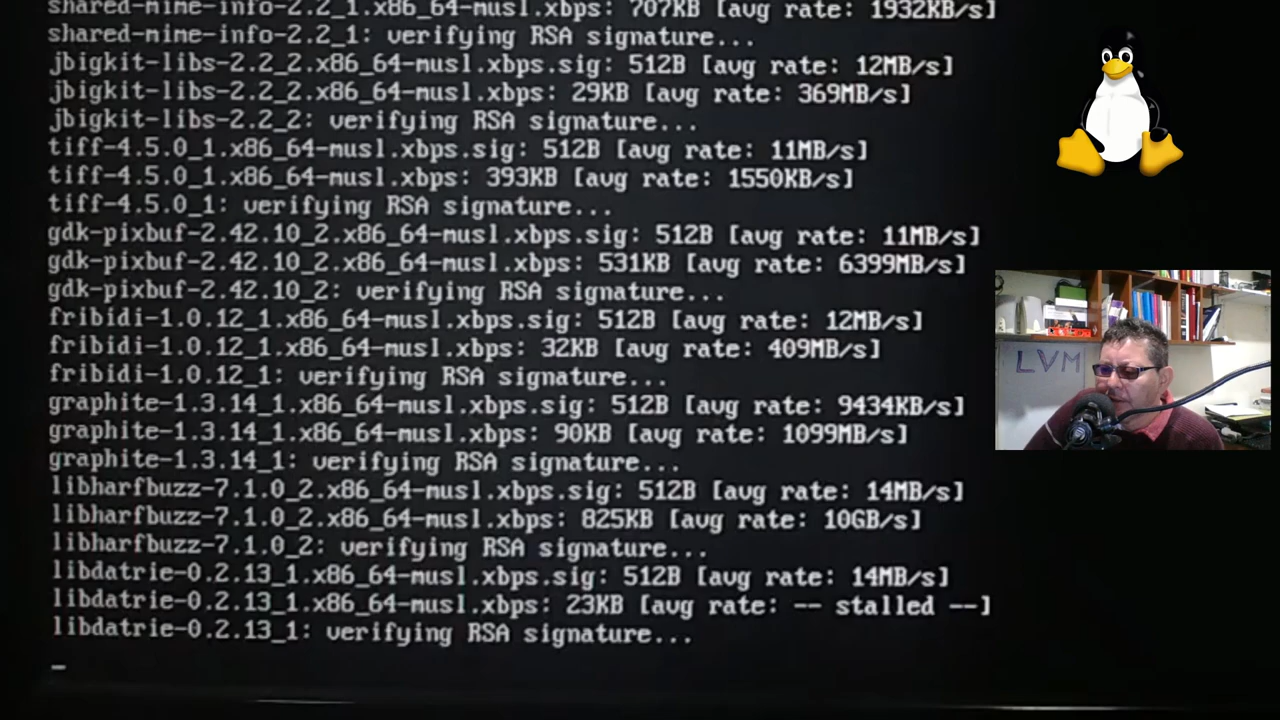 shared-mime-info-2.2_1.x86_64-musl.xbps: 707KB [avg rate: 1932KB/s]
shared-mime-info-2.2_1: verifying RSA signature...
jbigkit-libs-2.2_2.x86_64-musl.xbps.sig: 512B [avg rate: 12MB/s]
jbigkit-libs-2.2_2.x86_64-musl.xbps: 29KB [avg rate: 369MB/s]
jbigkit-libs-2.2_2: verifying RSA signature...
tiff-4.5.0_1.x86_64-musl.xbps.sig: 512B [avg rate: 11MB/s]
tiff-4.5.0_1.x86_64-musl.xbps: 393KB [avg rate: 1550KB/s]
tiff-4.5.0_1: verifying RSA signature...
gdk-pixbuf-2.42.10_2.x86_64-musl.xbps.sig: 512B [avg rate: 11MB/s]
gdk-pixbuf-2.42.10_2.x86_64-musl.xbps: 531KB [avg rate: 6399MB/s]
gdk-pixbuf-2.42.10_2: verifying RSA signature...
fribidi-1.0.12_1.x86_64-musl.xbps.sig: 512B [avg rate: 12MB/s]
fribidi-1.0.12_1.x86_64-musl.xbps: 32KB [avg rate: 409MB/s]
fribidi-1.0.12_1: verifying RSA signature...
graphite-1.3.14_1.x86_64-musl.xbps.sig: 512B [avg rate: 9434KB/s]
graphite-1.3.14_1.x86_64-musl.xbps: 90KB [avg rate: 1099MB/s]
graphite-1.3.14_1: verifying RSA signature...
libharfbuzz-7.1.0_2.x86_64-musl.xbps.sig: 512B [avg rate: 14MB/s]
libharfbuzz-7.1.0_2.x86_64-musl.xbps: 825KB [avg rate: 10GB/s]
libharfbuzz-7.1.0_2: verifying RSA signature...
libdatrie-0.2.13_1.x86_64-musl.xbps.sig: 512B [avg rate: 14MB/s]
libdatrie-0.2.13_1.x86_64-musl.xbps: 23KB [avg rate: -- stalled --]
libdatrie-0.2.13_1: verifying RSA signature...
_
LVM